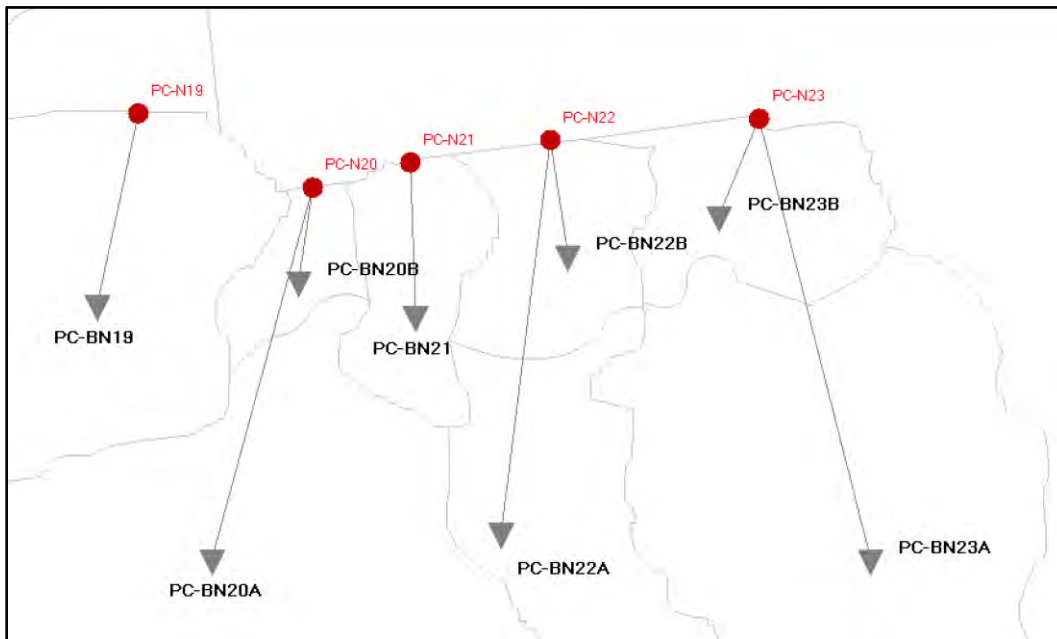 PC-N19
PC-N23
PC-N22
PC-N21
PC-N20
PC-BN23B
PC-BN22B
PC-BN20B
PC-BN19
PC-BN21
PC-BN23A
PC-BN22A
PC-BN20A